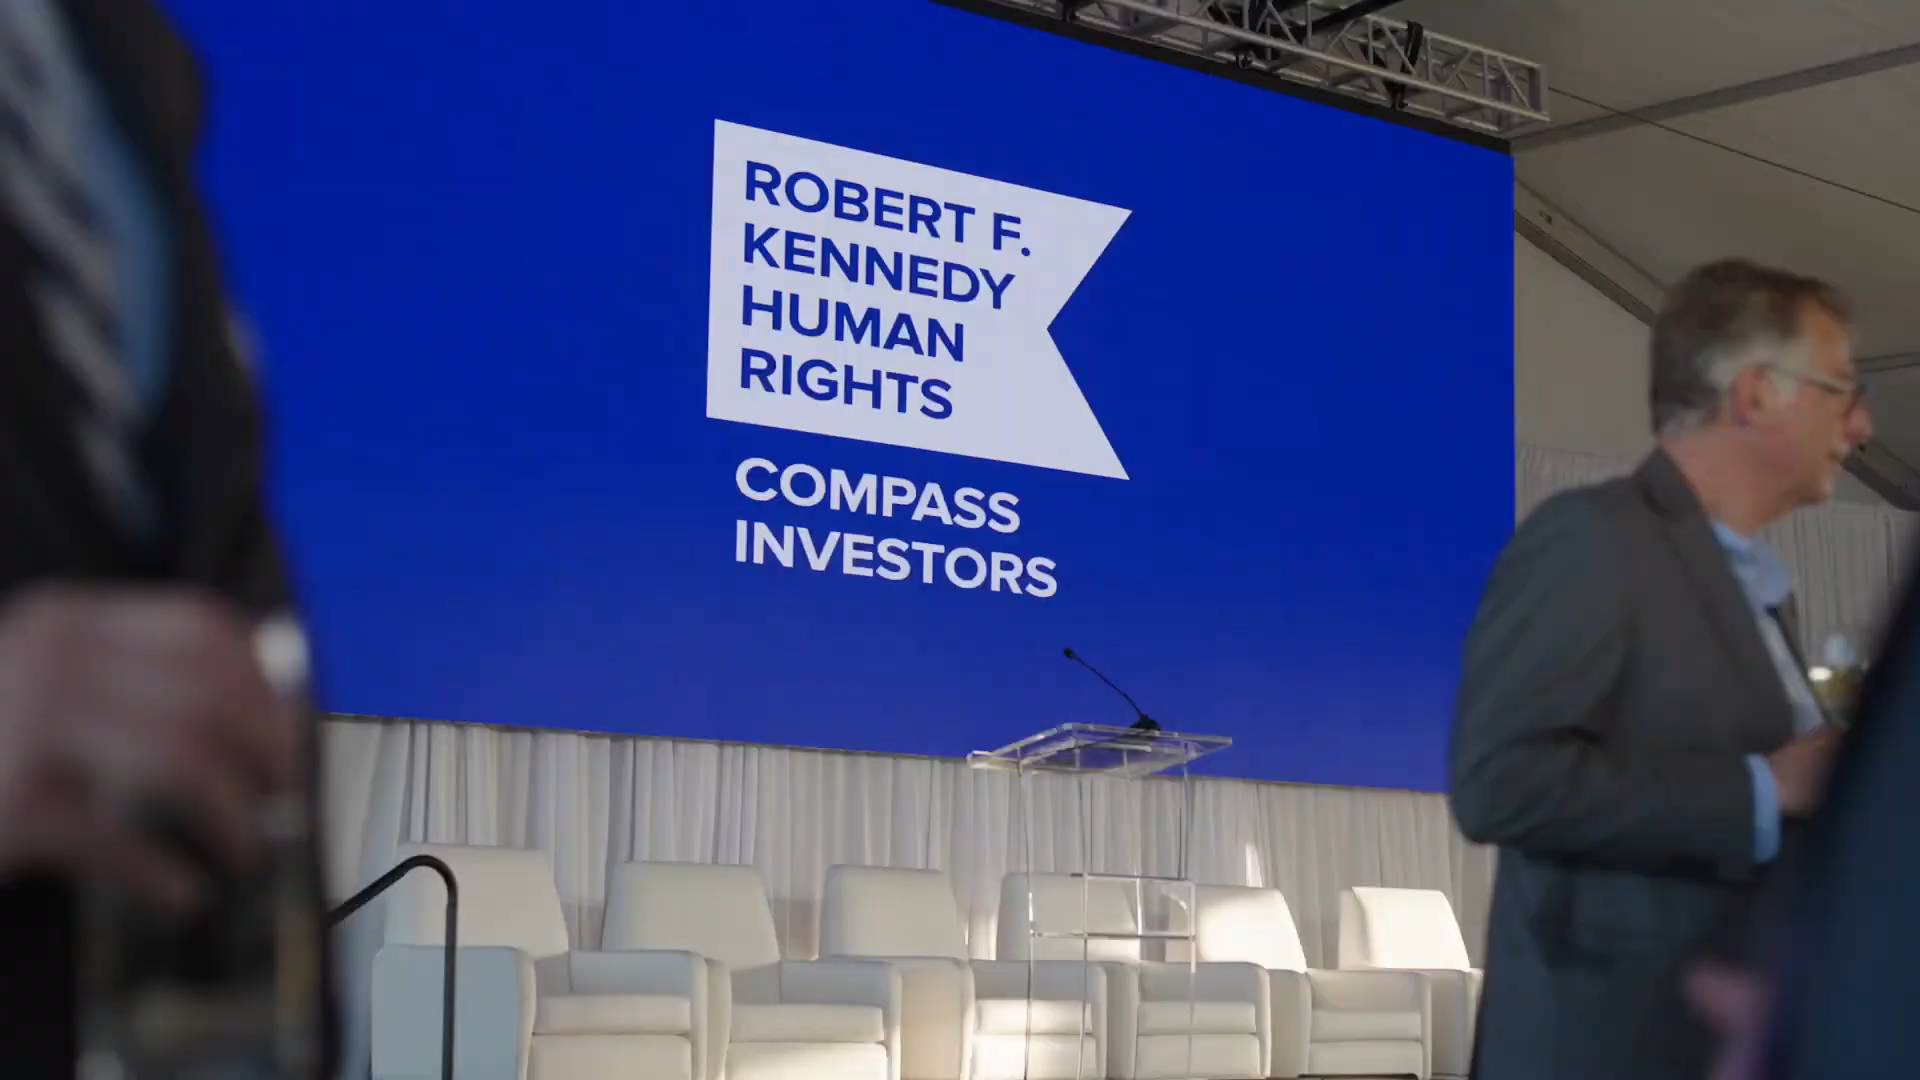 ROBERT F.
KENNEDY
HUMAN
RIGHTS
COMPASS
INVESTORS